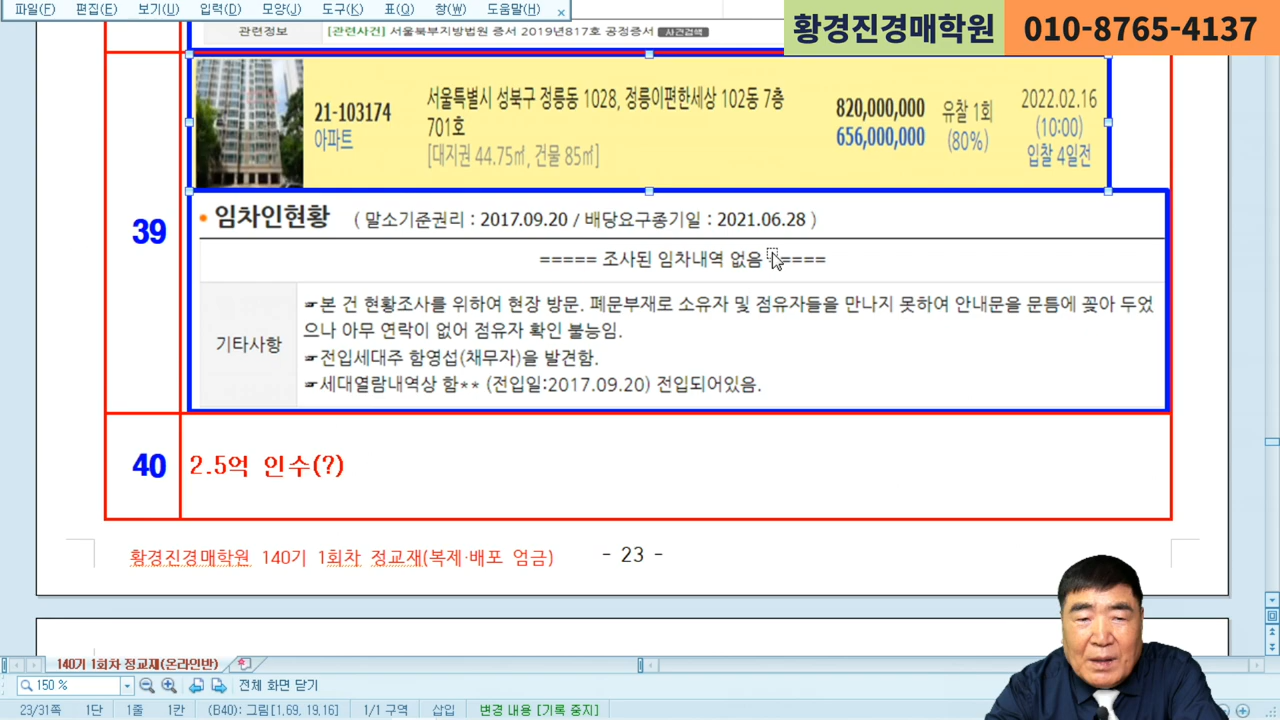 파일(F) 편집(E) 보기(U) 입력(D) 모양(J) 도구(K) 표(Q) 창(W) 도움말(H)
황경진경매학원 010-8765-4137
관련정보 [관련사건] 서울북부지방법원 증서 2019년817호 공정증서 사건검색
39
21-103174
아파트
서울특별시 성북구 정릉동 1028, 정릉이편한세상 102동 7층
701호
[대지권 44.75㎡, 건물 85㎡]
820,000,000
656,000,000
유찰 1회
(80%)
2022.02.16
(10:00)
입찰 4일전
• 임차인현황 ( 말소기준권리 : 2017.09.20 / 배당요구종기일 : 2021.06.28 )
===== 조사된 임차내역 없음 =====
기타사항
☞본 건 현황조사를 위하여 현장 방문. 폐문부재로 소유자 및 점유자들을 만나지 못하여 안내문을 문틈에 꽂아 두었
으나 아무 연락이 없어 점유자 확인 불능임.
☞전입세대주 함영섭(채무자)을 발견함.
☞세대열람내역상 함** (전입일:2017.09.20) 전입되어있음.
40 2.5억 인수(?)
황경진경매학원 140기 1회차 정교재(복제·배포 엄금) - 23 -
140기 1회차 정교재(온라인반)
150 % 전체 화면 닫기
23/31쪽 1단 1줄 1칸 (B40): 그림[1,69, 19,16] 1/1 구역 삽입 변경 내용 [기록 중지]